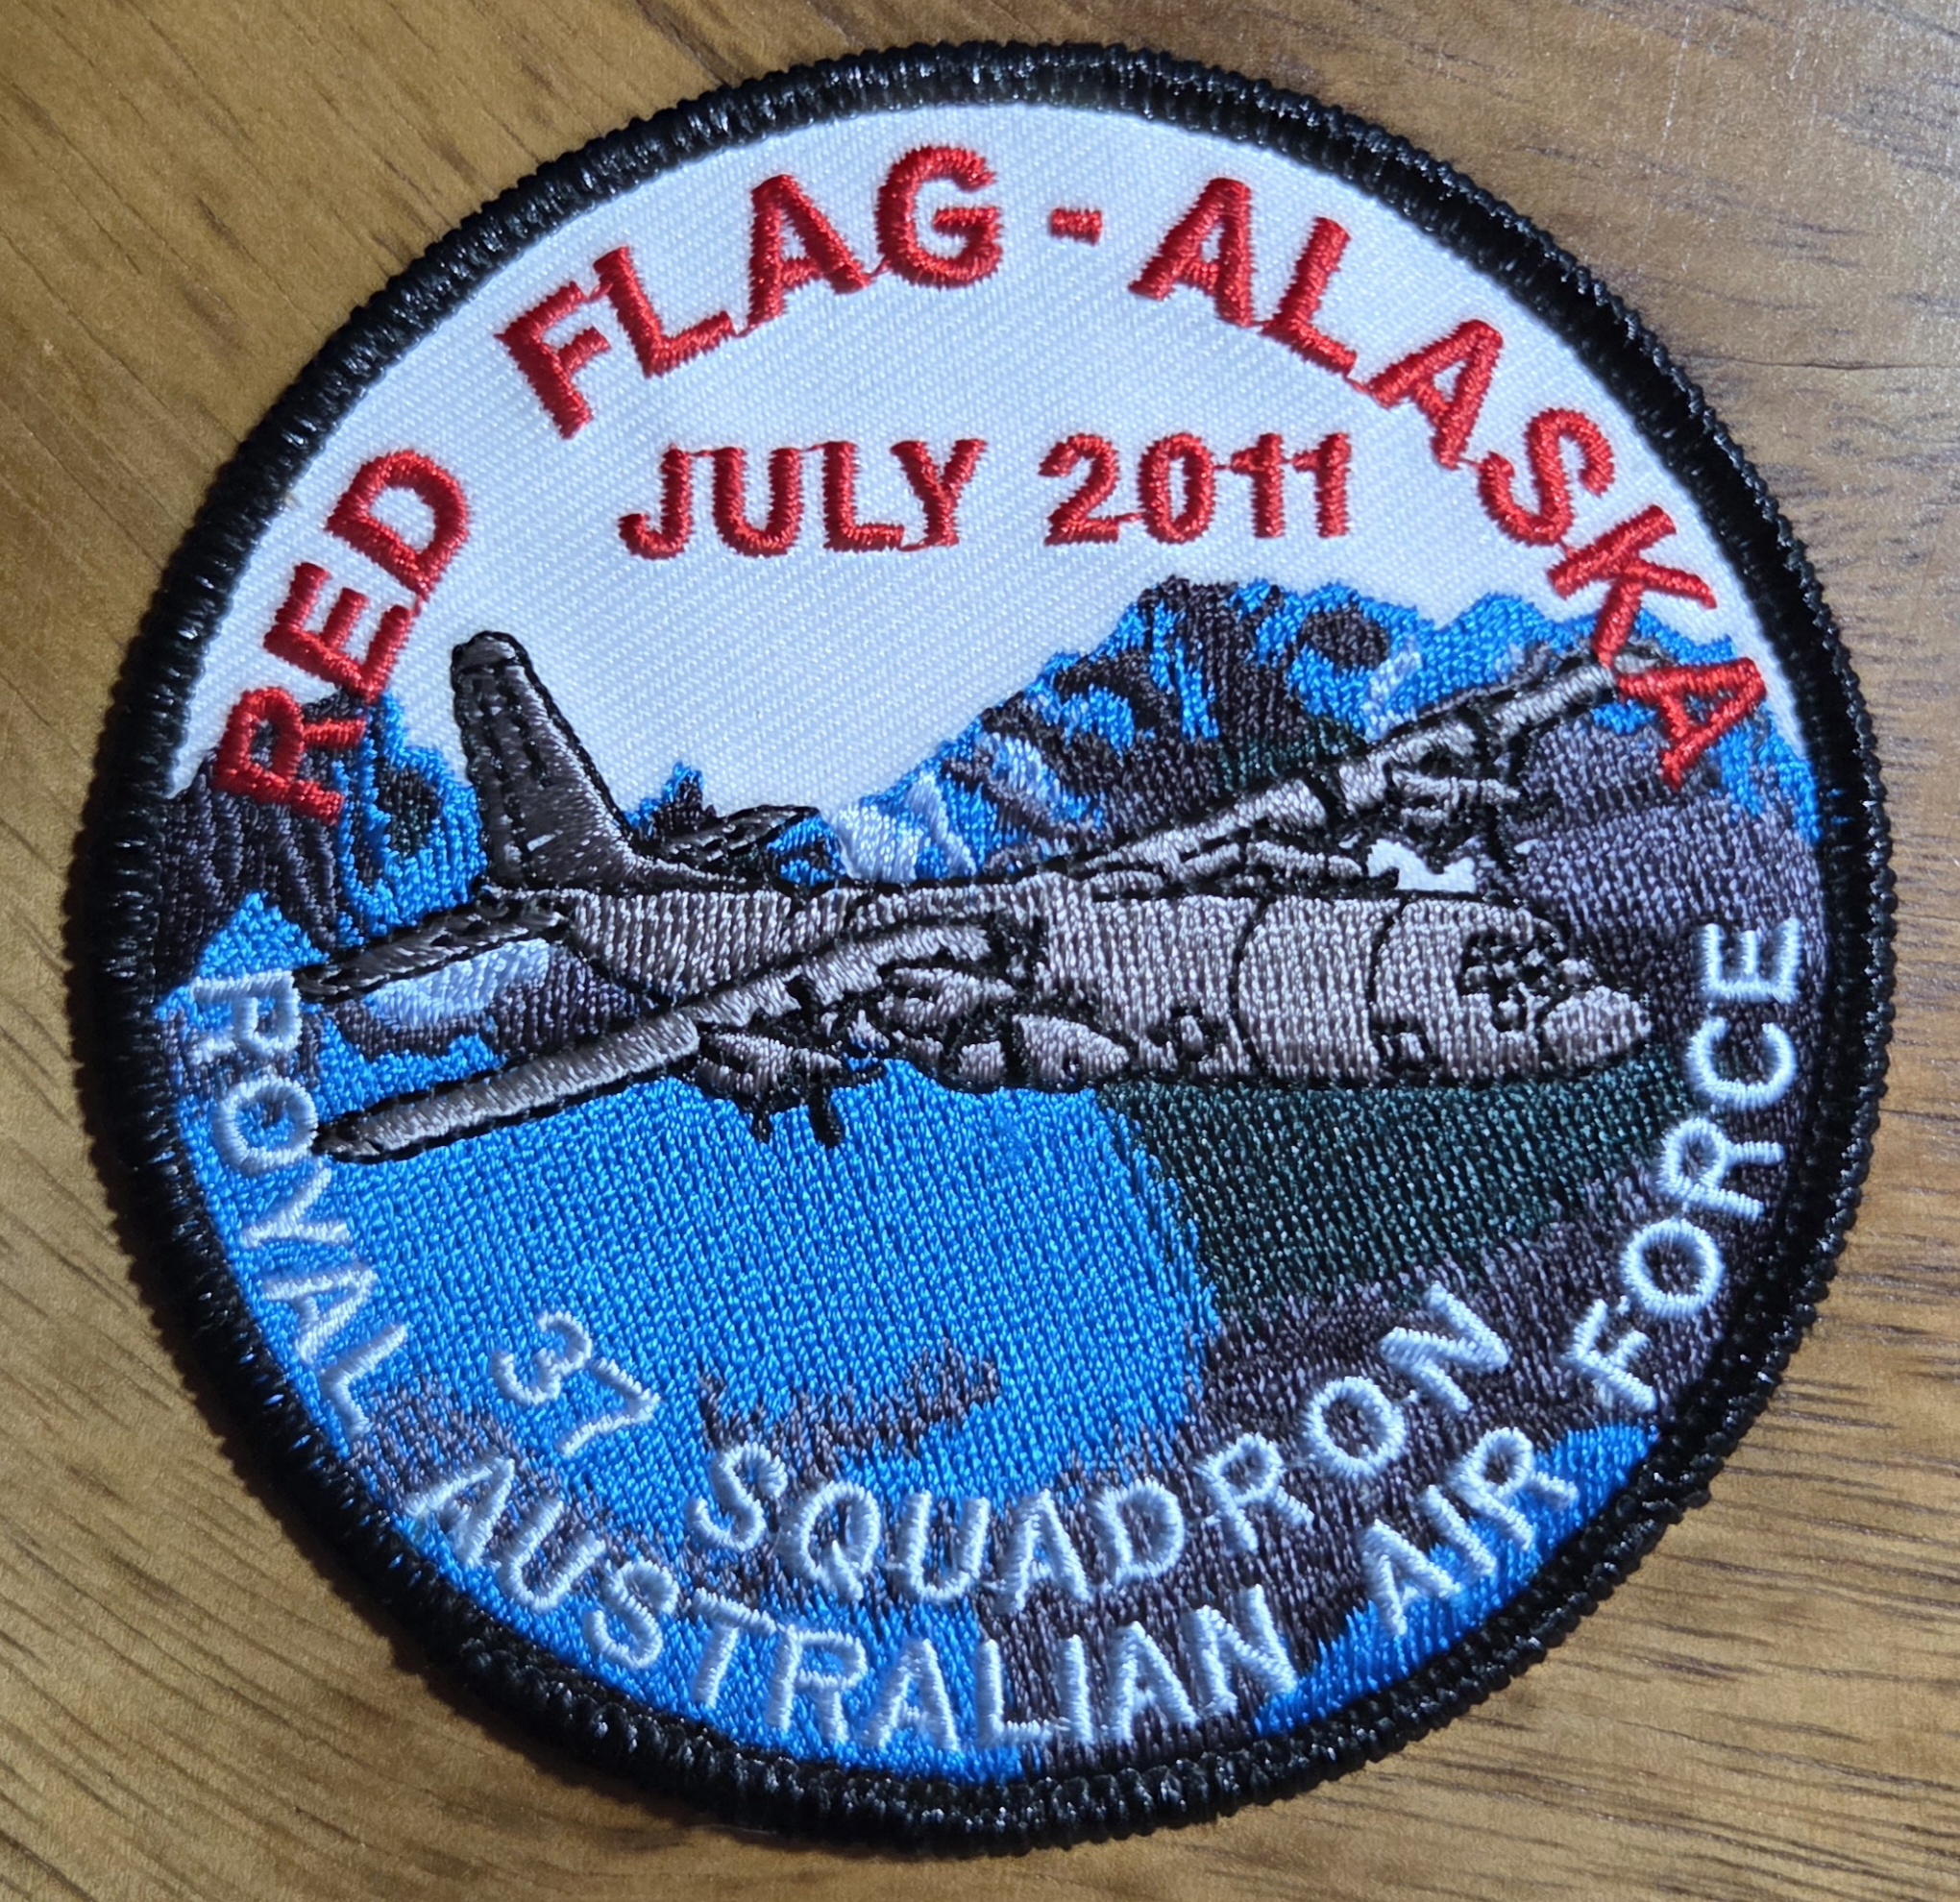 RED FLAG - ALASKA
JULY 2011
37 SQUADRON
ROYAL AUSTRALIAN AIR FORCE